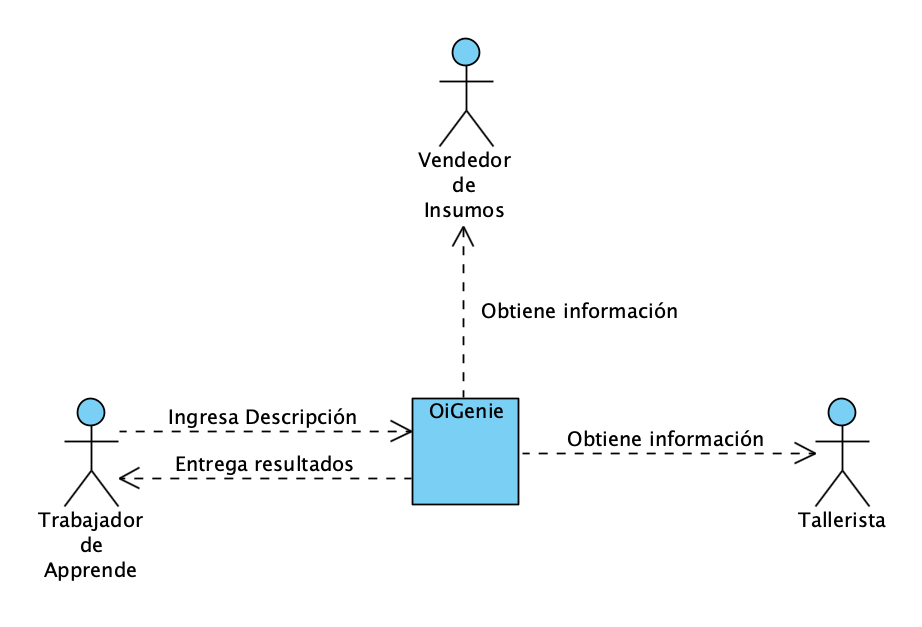 Vendedor
de
Insumos
Obtiene información
OiGenie
Ingresa Descripción
Entrega resultados
Obtiene información
Trabajador
de
Apprende
Tallerista